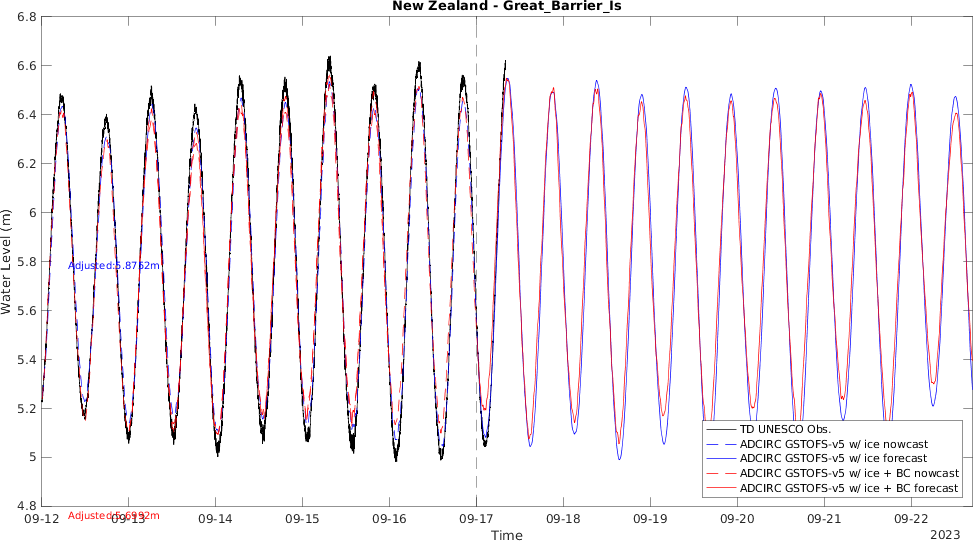 New Zealand - Great_Barrier_Is
6.8
6.6
6.4
6.2
6
5.8
5.6
5.4
5.2
5
4.8
Water Level (m)
Adjusted:5.8752m
Adjusted:5.6992m
TD UNESCO Obs.
ADCIRC GSTOFS-v5 w/ ice nowcast
ADCIRC GSTOFS-v5 w/ ice forecast
ADCIRC GSTOFS-v5 w/ ice + BC nowcast
ADCIRC GSTOFS-v5 w/ ice + BC forecast
09-12 09-13 09-14 09-15 09-16 09-17 09-18 09-19 09-20 09-21 09-22
2023
Time